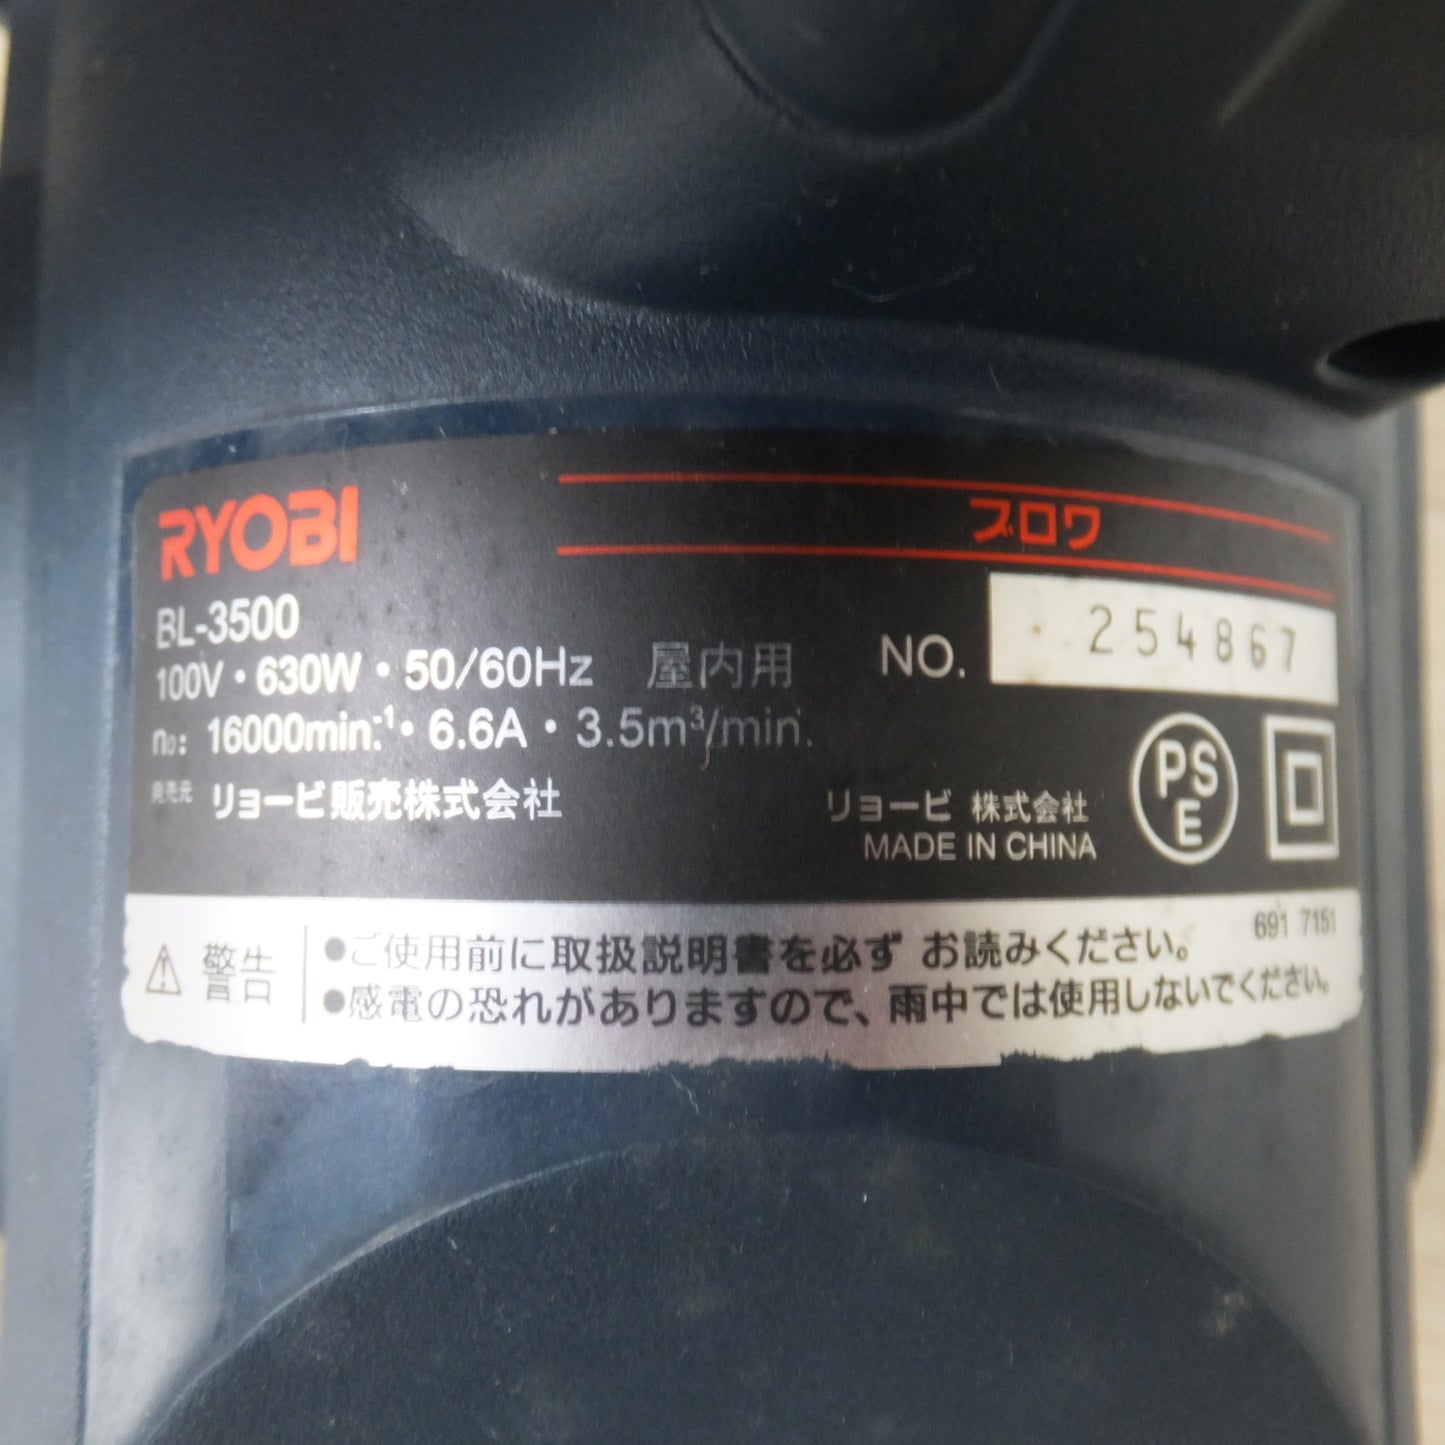 RYOBI
ブロワ
BL-3500
NO. 254867
100V・630W・50/60Hz 屋内用
n₀: 16000min.⁻¹・6.6A・3.5m³/min.
発売元 リョービ販売株式会社
リョービ 株式会社
MADE IN CHINA
PS
E
691 7151
⚠ 警告
●ご使用前に取扱説明書を必ず お読みください。
●感電の恐れがありますので、雨中では使用しないでください。